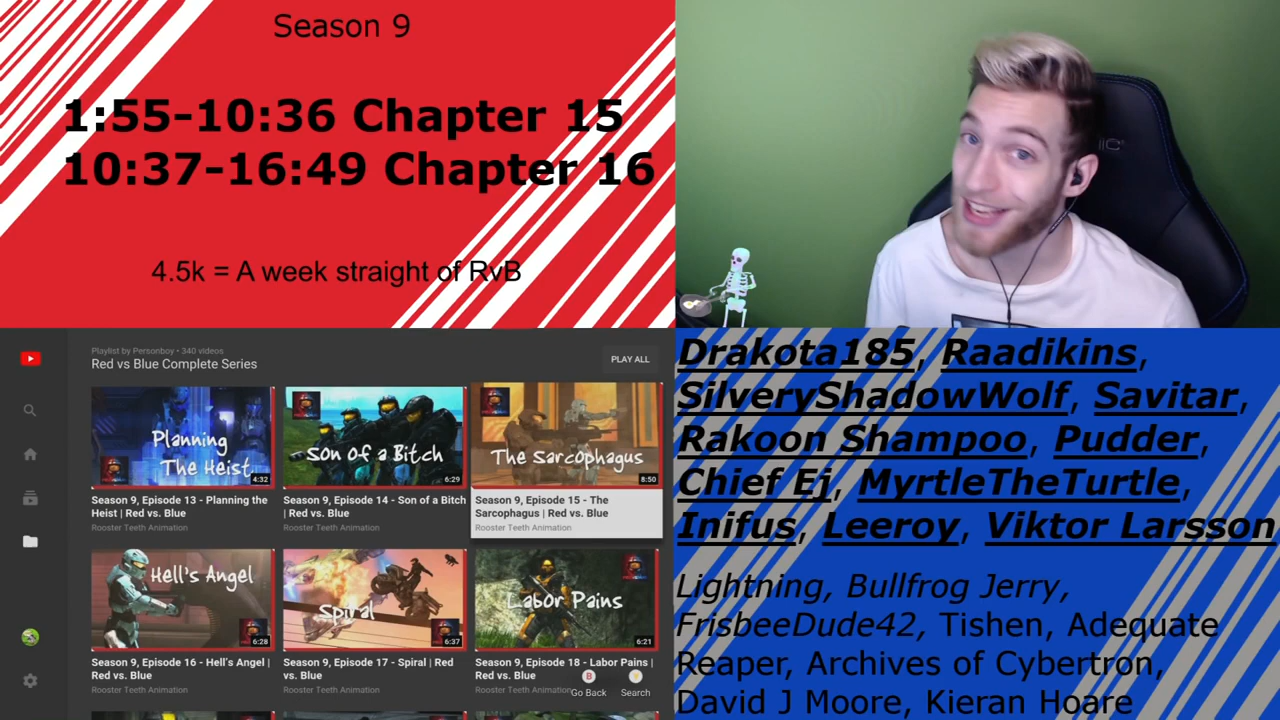 Season 9
1:55-10:36 Chapter 15
10:37-16:49 Chapter 16
4.5k = A week straight of RvB
Playlist by Personboy • 340 videos
Red vs Blue Complete Series
PLAY ALL
Planning
The Heist
4:32
Son of a Bitch
6:29
The Sarcophagus
8:50
Season 9, Episode 13 - Planning the
Heist | Red vs. Blue
Rooster Teeth Animation
Season 9, Episode 14 - Son of a Bitch
| Red vs. Blue
Rooster Teeth Animation
Season 9, Episode 15 - The
Sarcophagus | Red vs. Blue
Rooster Teeth Animation
Hell's Angel
6:28
Spiral
6:37
Labor Pains
6:21
Season 9, Episode 16 - Hell's Angel |
Red vs. Blue
Rooster Teeth Animation
Season 9, Episode 17 - Spiral | Red
vs. Blue
Rooster Teeth Animation
Season 9, Episode 18 - Labor Pains |
Red vs. Blue
Rooster Teeth Animation
B
Go Back
Y
Search
Drakota185, Raadikins,
SilveryShadowWolf, Savitar,
Rakoon Shampoo, Pudder,
Chief Ej, MyrtleTheTurtle,
Inifus, Leeroy, Viktor Larsson
Lightning, Bullfrog Jerry,
FrisbeeDude42, Tishen, Adequate
Reaper, Archives of Cybertron,
David J Moore, Kieran Hoare